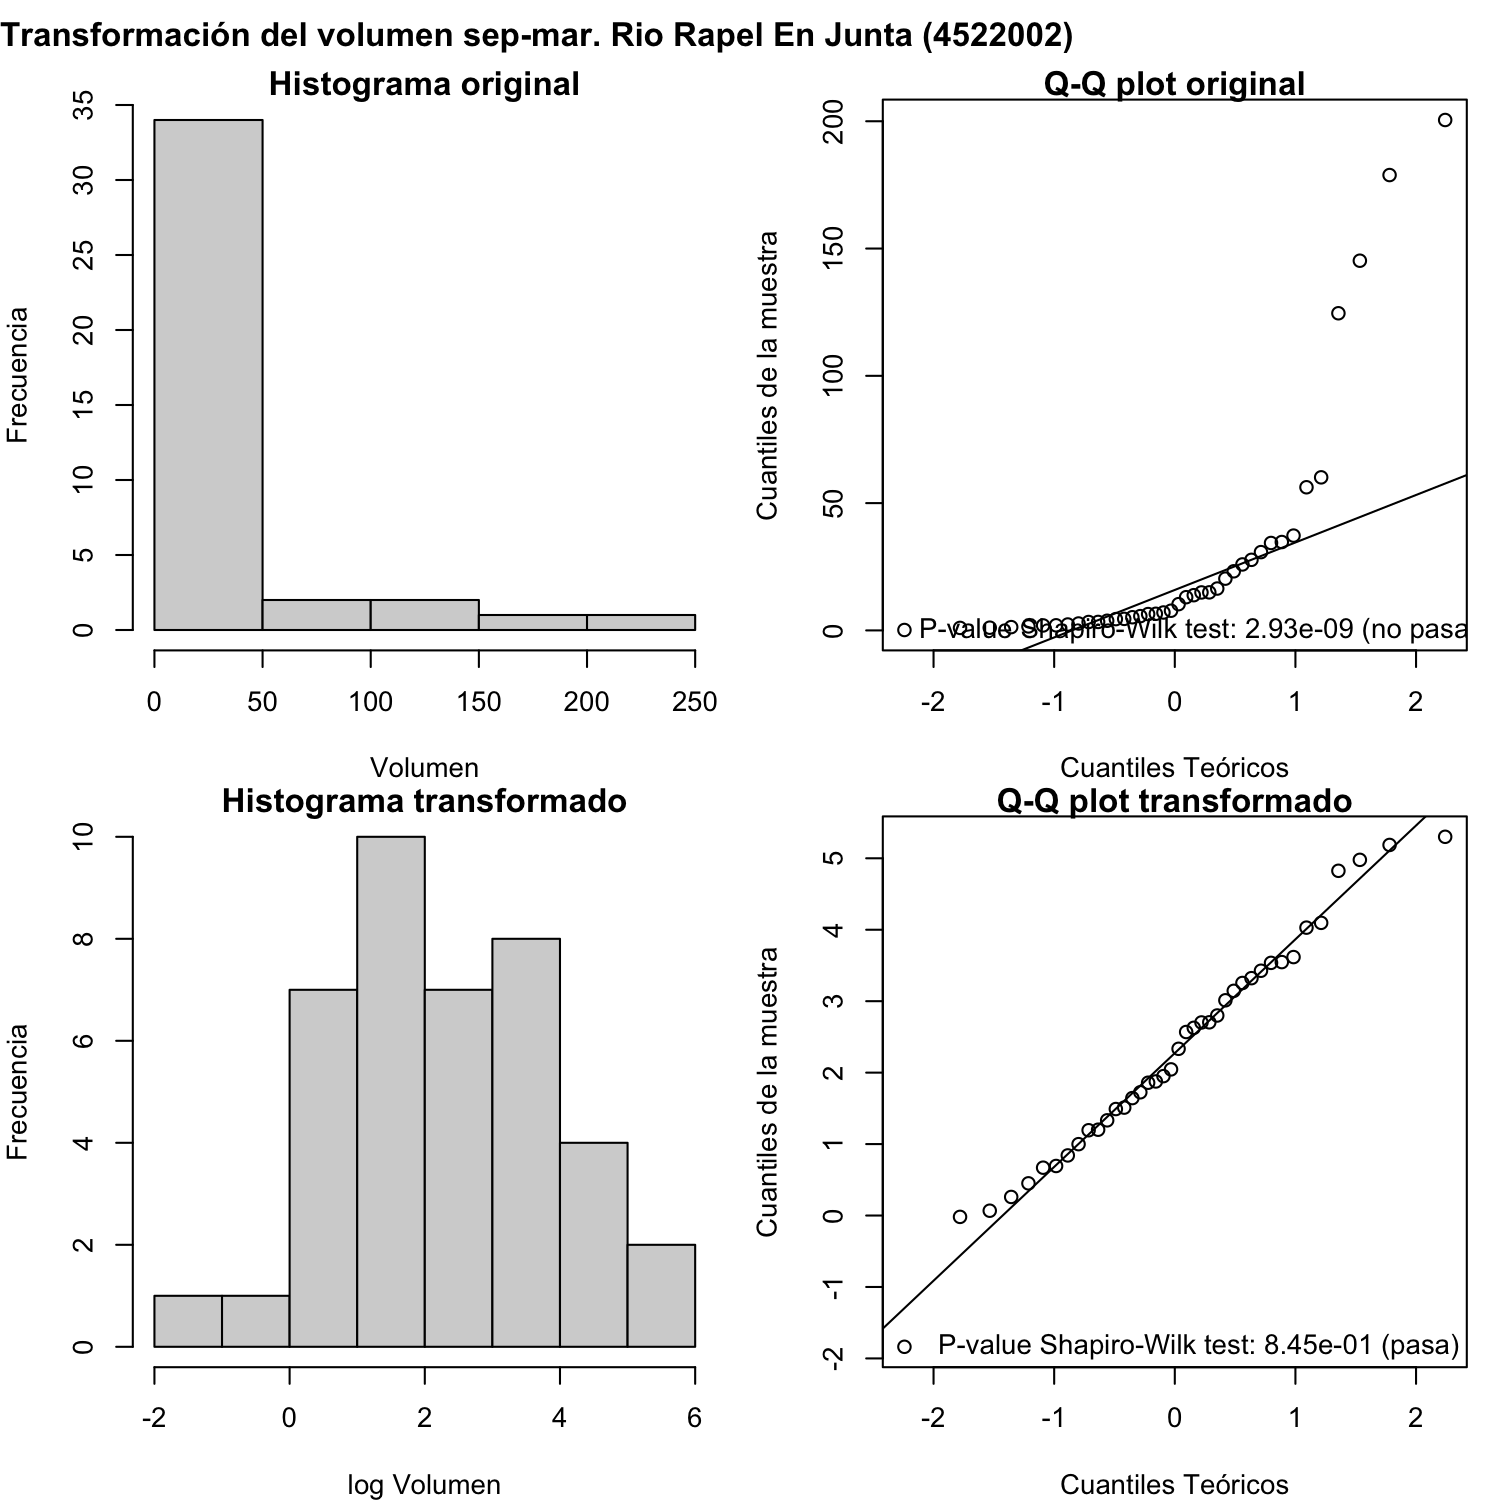 Transformación del volumen sep-mar. Rio Rapel En Junta (4522002)
Histograma original
Frecuencia
0 5 10 15 20 25 30 35
0 50 100 150 200 250
Volumen
Q-Q plot original
Cuantiles de la muestra
0 50 100 150 200
P-value Shapiro-Wilk test: 2.93e-09 (no pasa
-2 -1 0 1 2
Cuantiles Teóricos
Histograma transformado
Frecuencia
0 2 4 6 8 10
-2 0 2 4 6
log Volumen
Q-Q plot transformado
Cuantiles de la muestra
-2 -1 0 1 2 3 4 5
P-value Shapiro-Wilk test: 8.45e-01 (pasa)
-2 -1 0 1 2
Cuantiles Teóricos